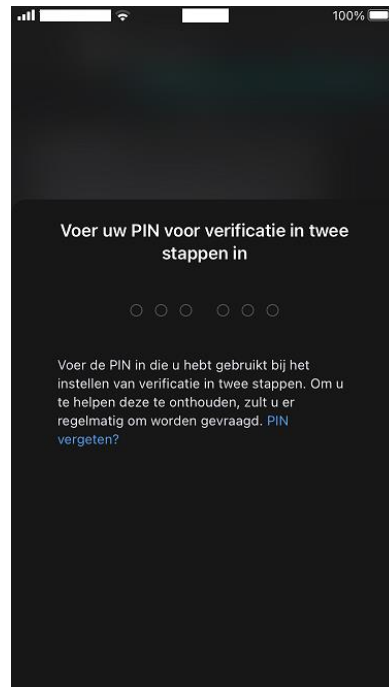 100%
Voer uw PIN voor verificatie in twee
stappen in
Voer de PIN in die u hebt gebruikt bij het
instellen van verificatie in twee stappen. Om u
te helpen deze te onthouden, zult u er
regelmatig om worden gevraagd. PIN
vergeten?